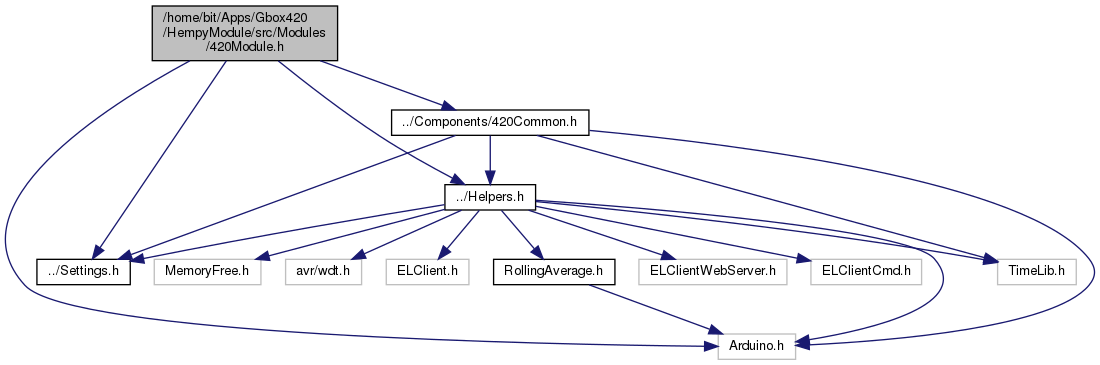 /home/bit/Apps/Gbox420
/HempyModule/src/Modules
/420Module.h
../Components/420Common.h
../Helpers.h
../Settings.h
MemoryFree.h
avr/wdt.h
ELClient.h
RollingAverage.h
ELClientWebServer.h
ELClientCmd.h
TimeLib.h
Arduino.h